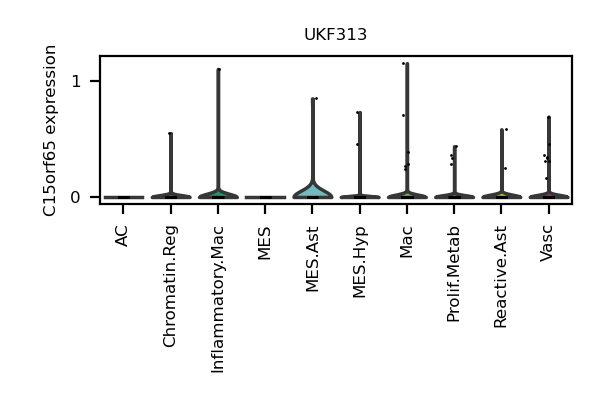 UKF313
C15orf65 expression
1
0
AC
Chromatin.Reg
Inflammatory.Mac
MES
MES.Ast
MES.Hyp
Mac
Prolif.Metab
Reactive.Ast
Vasc